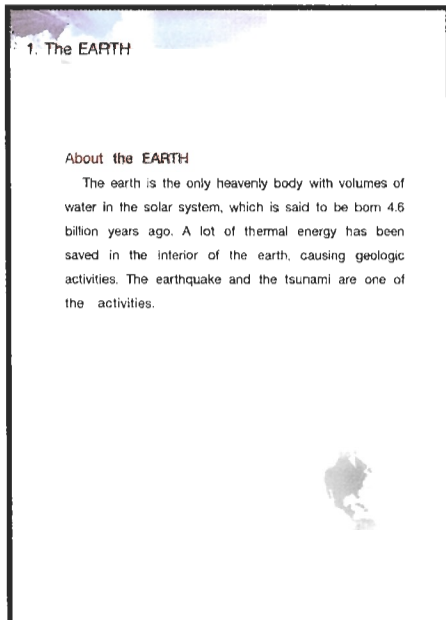 1. The EARTH
About the EARTH
The earth is the only heavenly body with volumes of
water in the solar system, which is said to be born 4.6
billion years ago. A lot of thermal energy has been
saved in the interior of the earth, causing geologic
activities. The earthquake and the tsunami are one of
the activities.